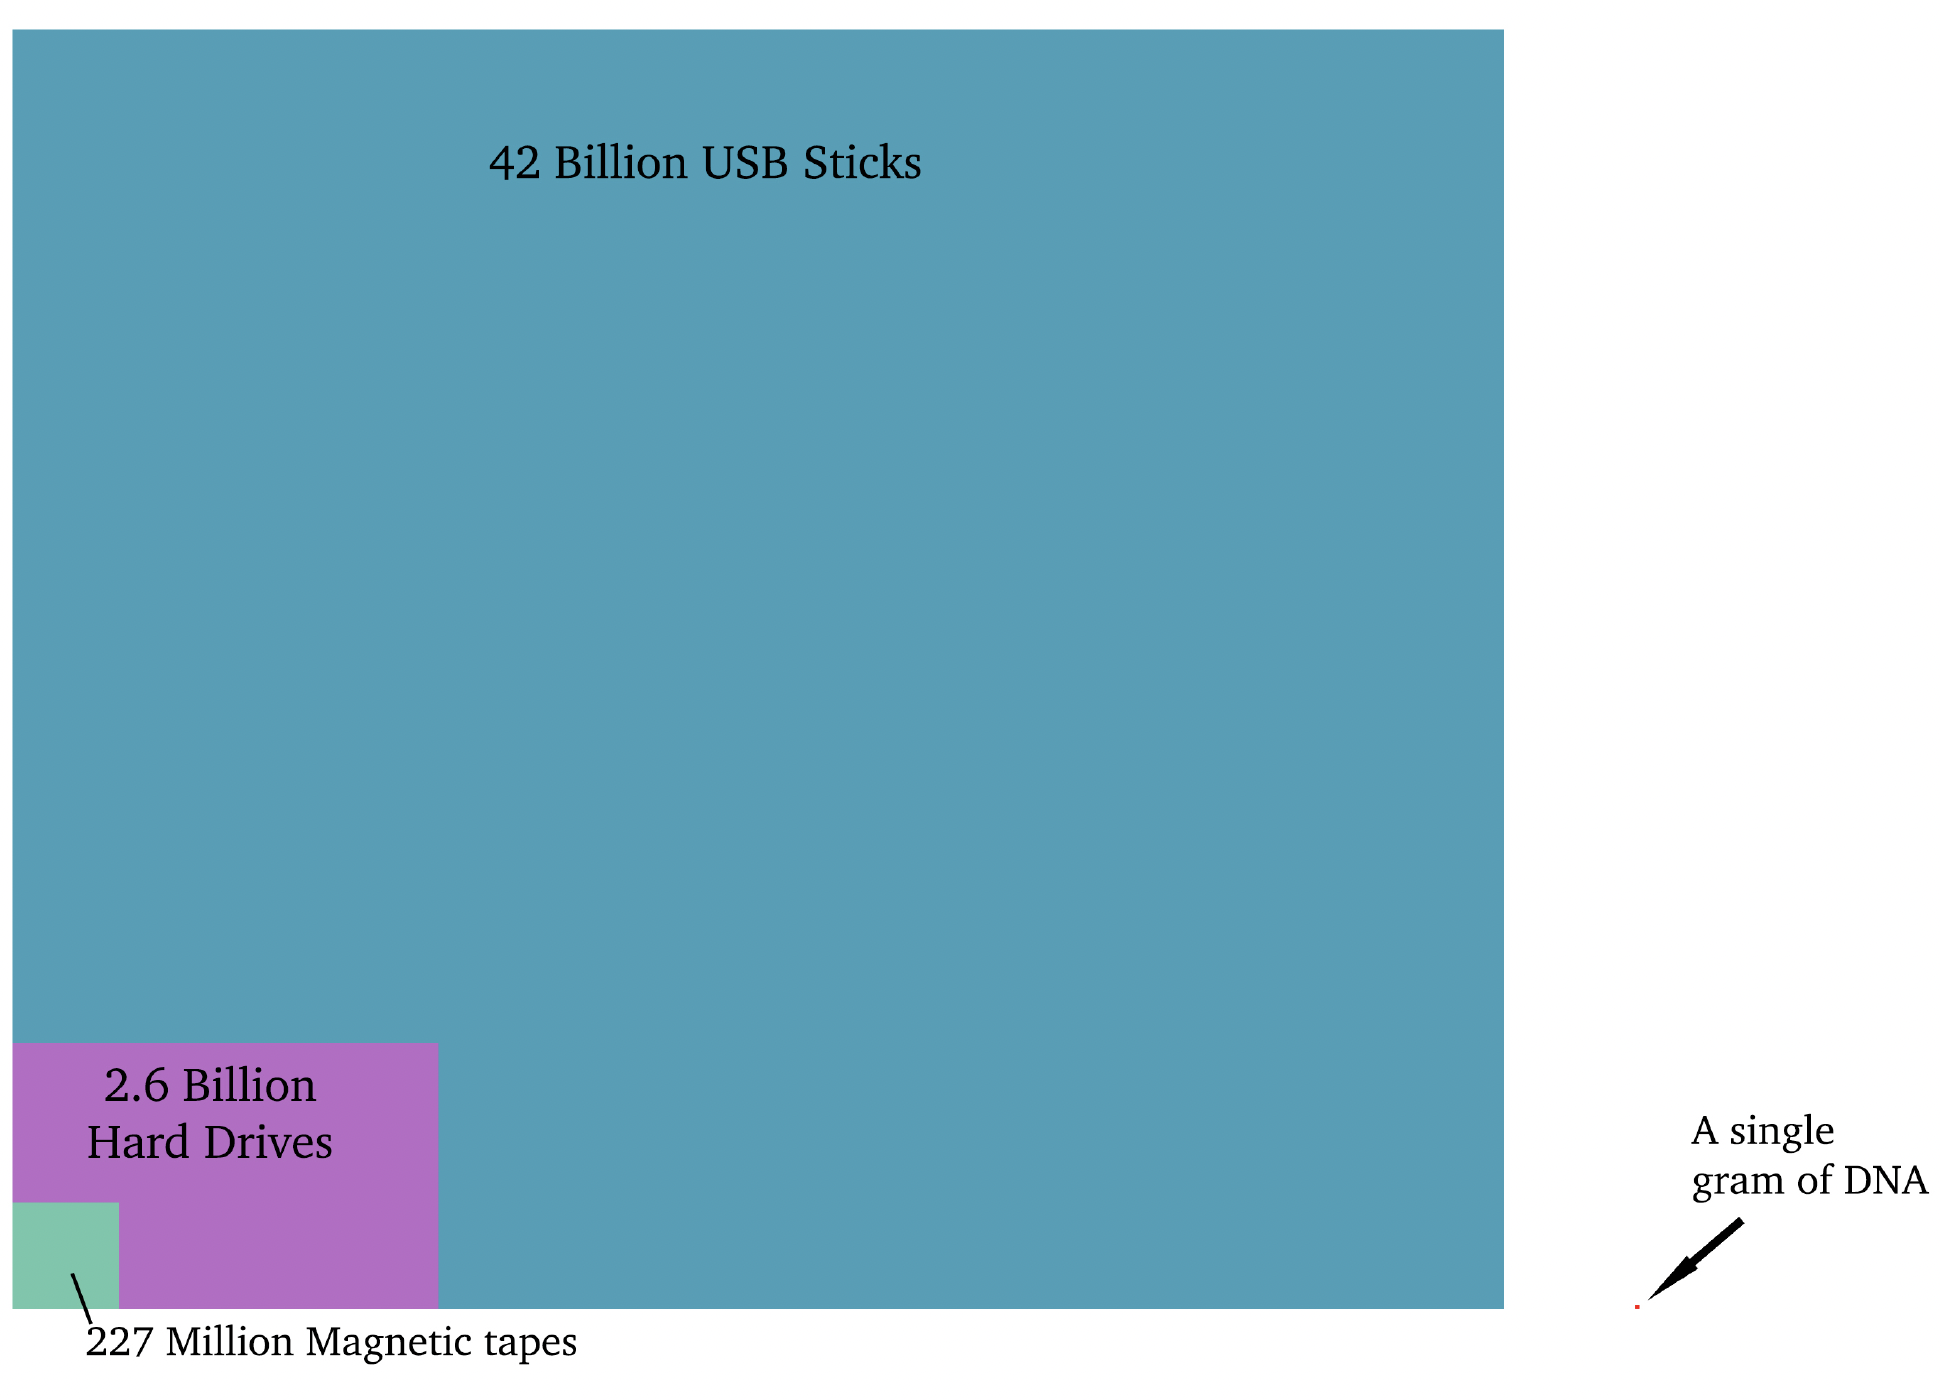 42 Billion USB Sticks
2.6 Billion
Hard Drives
227 Million Magnetic tapes
A single
gram of DNA